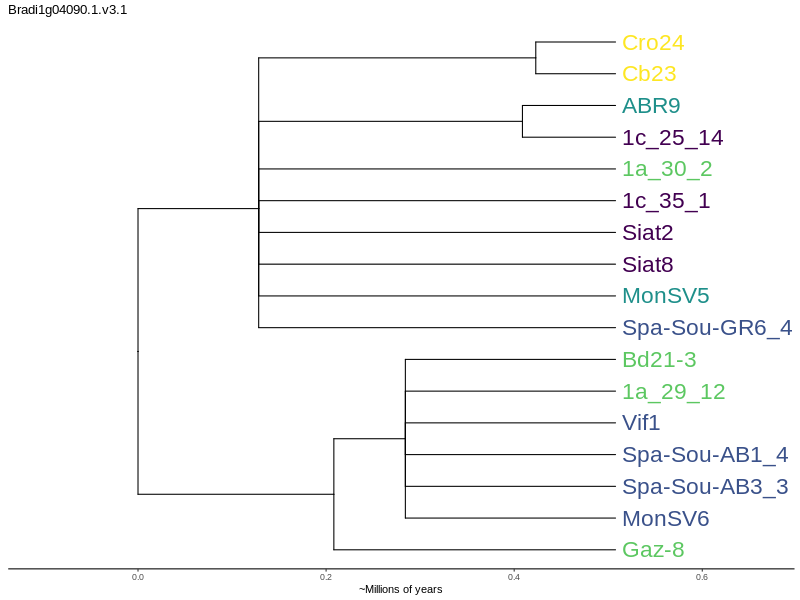 Bradi1g04090.1.v3.1
Cro24
Cb23
ABR9
1c_25_14
1a_30_2
1c_35_1
Siat2
Siat8
MonSV5
Spa-Sou-GR6_4
Bd21-3
1a_29_12
Vif1
Spa-Sou-AB1_4
Spa-Sou-AB3_3
MonSV6
Gaz-8
0.0 0.2 0.4 0.6
~Millions of years